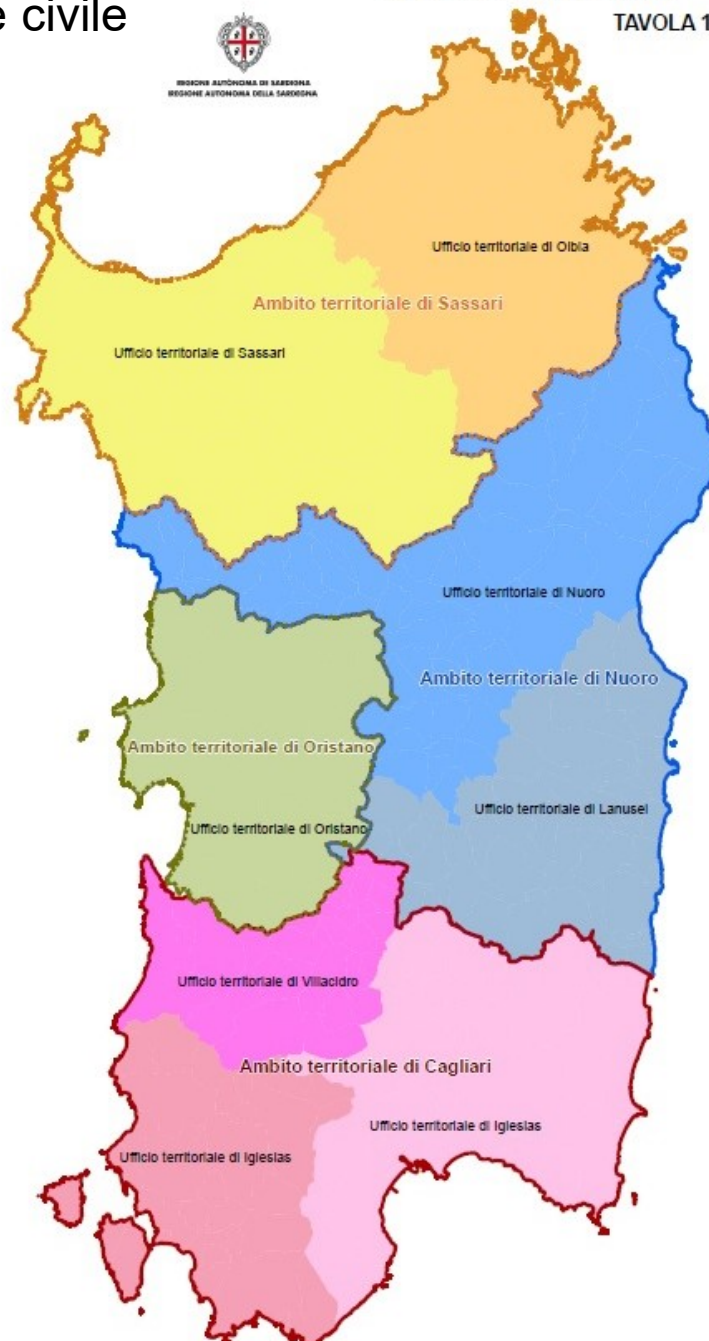 e civile
TAVOLA 1
REGIONE AUTÒNOMA DE SARDIGNA
REGIONE AUTONOMA DELLA SARDEGNA
Ufficio territoriale di Olbia
Ambito territoriale di Sassari
Ufficio territoriale di Sassari
Ufficio territoriale di Nuoro
Ambito territoriale di Nuoro
Ambito territoriale di Oristano
Ufficio territoriale di Lanusei
Ufficio territoriale di Oristano
Ufficio territoriale di Villacidro
Ambito territoriale di Cagliari
Ufficio territoriale di Iglesias
Ufficio territoriale di Iglesias